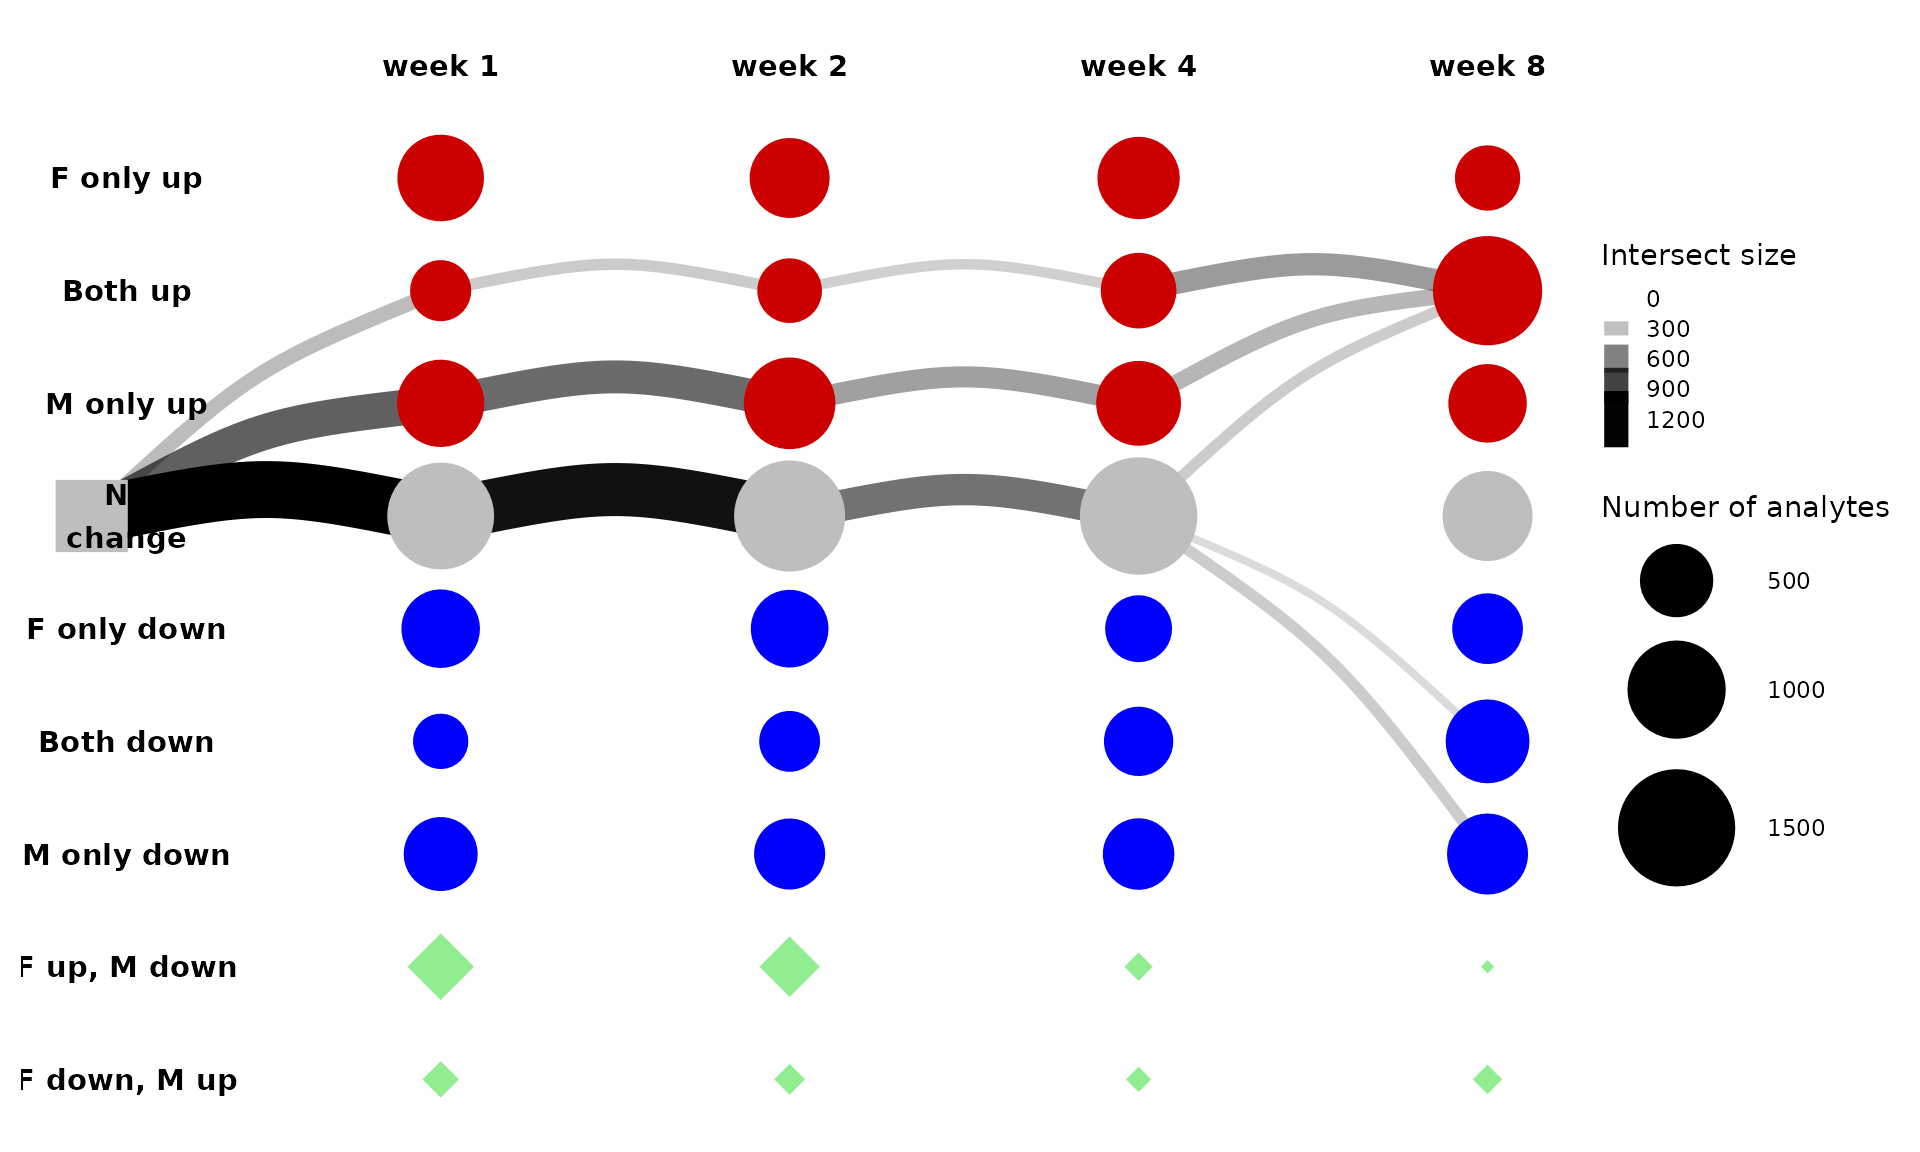 week 1 week 2 week 4 week 8
F only up
Both up
M only up
N
change
F only down
Both down
M only down
F up, M down
F down, M up
Intersect size
0
300
600
900
1200
Number of analytes
500
1000
1500